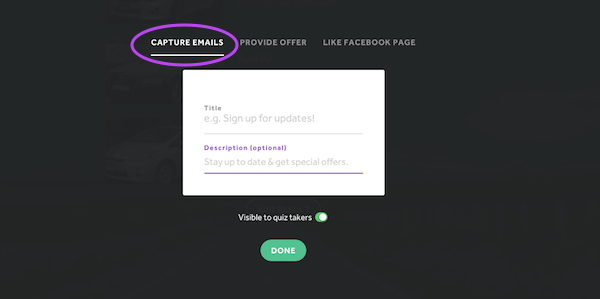 CAPTURE EMAILS PROVIDE OFFER LIKE FACEBOOK PAGE
Title
e.g. Sign up for updates!
Description (optional)
Stay up to date & get special offers.
Visible to quiz takers
DONE